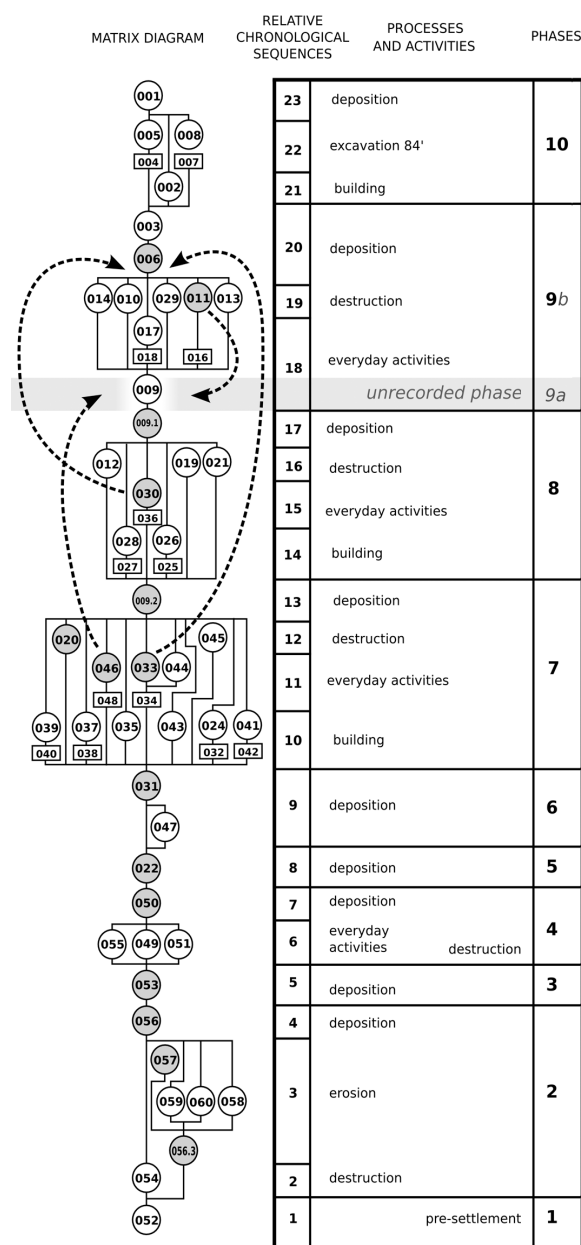 MATRIX DIAGRAM
RELATIVE
CHRONOLOGICAL
SEQUENCES
PROCESSES
AND ACTIVITIES
PHASES
001
23 deposition
005 008
004 007
22 excavation 84'
10
002
21 building
003
006
20 deposition
014 010 029 011 013
19 destruction
9b
017
018 016
18 everyday activities
009
unrecorded phase 9a
009.1
17 deposition
012 019 021
16 destruction
030
036
8
15 everyday activities
028 026
027 025
14 building
009.2
13 deposition
020 045
12 destruction
046 033 044
048 034
7
11 everyday activities
039 037 035 043 024 041
040 038 032 042
10 building
031
9 deposition
6
047
022
8 deposition
5
050
7 deposition
055 049 051
6 everyday
activities
destruction
4
053
5 deposition
3
056
4 deposition
057
059 060 058
3 erosion
2
056.3
054
2 destruction
052
1 pre-settlement
1